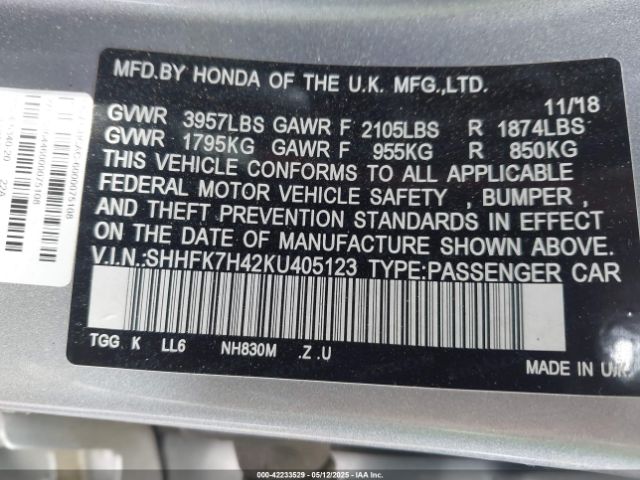 MFD.BY HONDA OF THE U.K. MFG.,LTD.
11/18
GVWR 3957LBS GAWR F 2105LBS R 1874LBS
GVWR 1795KG GAWR F 955KG R 850KG
THIS VEHICLE CONFORMS TO ALL APPLICABLE
FEDERAL MOTOR VEHICLE SAFETY , BUMPER ,
AND THEFT PREVENTION STANDARDS IN EFFECT
ON THE DATE OF MANUFACTURE SHOWN ABOVE.
V.I.N.:SHHFK7H42KU405123 TYPE:PASSENGER CAR
TGG K LL6 NH830M .Z .U
MADE IN U.K
000-42233529 - 05/12/2025 - IAA Inc.